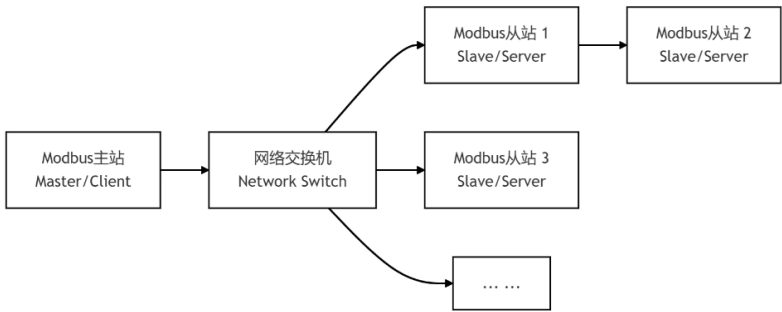 Modbus从站 1
Slave/Server
Modbus从站 2
Slave/Server
Modbus主站
Master/Client
网络交换机
Network Switch
Modbus从站 3
Slave/Server
... ...